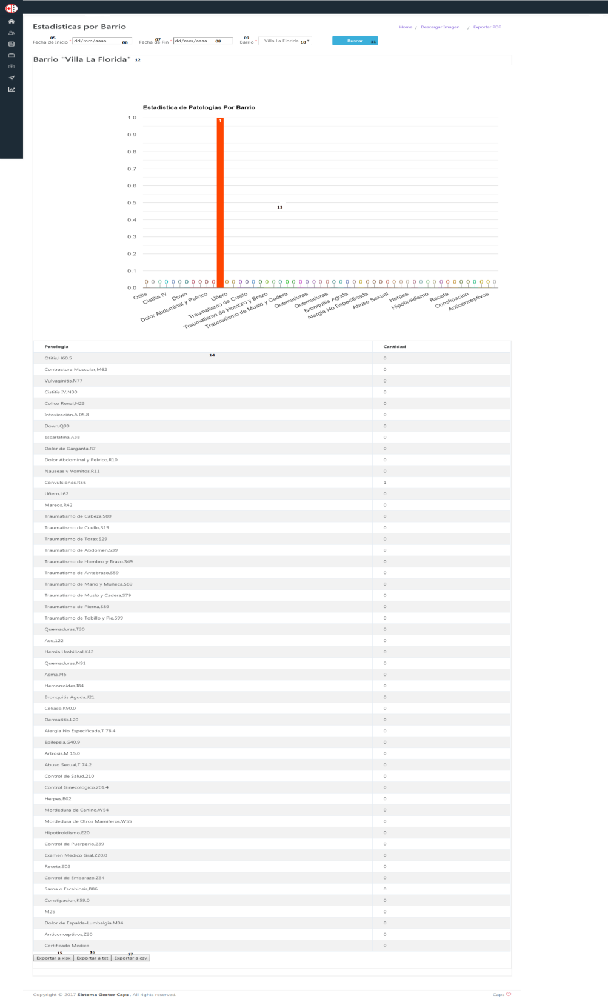 Estadisticas por Barrio
Home / Descargar Imagen / Exportar PDF
05 07 09
Fecha de Inicio * dd/mm/aaaa 06 Fecha de Fin * dd/mm/aaaa 08 Barrio * Villa La Florida 10 Buscar 11
Barrio "Villa La Florida" 12
Estadistica de Patologias Por Barrio
1.0
1
0.9
0.8
0.7
0.6
0.5
13
0.4
0.3
0.2
0.1
0 0 0 0 0 0 0 0 0 0 0 0 0 0 0 0 0 0 0 0 0 0 0 0 0 0 0 0 0 0 0 0 0 0 0 0 0 0 0 0 0 0 0 0 0 0 0 0 0 0 0 0
0.0
Otitis
Cistitis IV
Down
Dolor Abdominal y Pelvico
Uñero
Traumatismo de Cuello
Traumatismo de Hombro y Brazo
Traumatismo de Muslo y Cadera
Quemaduras
Quemaduras
Bronquitis Aguda
Alergia No Especificada
Abuso Sexual
Herpes
Hipotiroidismo
Receta
Constipacion
Anticonceptivos
Patologia Cantidad
14
Otitis.H60.5 0
Contractura Muscular.M62 0
Vulvaginitis.N77 0
Cistitis IV.N30 0
Colico Renal.N23 0
Intoxicación.A 05.8 0
Down.Q90 0
Escarlatina.A38 0
Dolor de Garganta.R7 0
Dolor Abdominal y Pelvico.R10 0
Nauseas y Vomitos.R11 0
Convulsiones.R56 1
Uñero.L62 0
Mareos.R42 0
Traumatismo de Cabeza.S09 0
Traumatismo de Cuello.S19 0
Traumatismo de Torax.S29 0
Traumatismo de Abdomen.S39 0
Traumatismo de Hombro y Brazo.S49 0
Traumatismo de Antebrazo.S59 0
Traumatismo de Mano y Muñeca.S69 0
Traumatismo de Muslo y Cadera.S79 0
Traumatismo de Pierna.S89 0
Traumatismo de Tobillo y Pie.S99 0
Quemaduras.T30 0
Aco.122 0
Hernia Umbilical.K42 0
Quemaduras.N91 0
Asma.J45 0
Hemorroides.I84 0
Bronquitis Aguda.J21 0
Celiaco.K90.0 0
Dermatitis.L20 0
Alergia No Especificada.T 78.4 0
Epilepsia.G40.9 0
Artrosis.M 15.0 0
Abuso Sexual.T 74.2 0
Control de Salud.210 0
Control Ginecologico.201.4 0
Herpes.B02 0
Mordedura de Canino.W54 0
Mordedura de Otros Mamiferos.W55 0
Hipotiroidismo.E20 0
Control de Puerperio.Z39 0
Examen Medico Gral.Z20.0 0
Receta.Z02 0
Control de Embarazo.Z34 0
Sarna o Escabiosis.B86 0
Constipacion.K59.0 0
M25 0
Dolor de Espalda-Lumbalgia.M94 0
Anticonceptivos.Z30 0
Certificado Medico 0
15 16 17
Exportar a xlsx Exportar a txt Exportar a csv
Copyright © 2017 Sistema Gestor Caps . All rights reserved. Caps